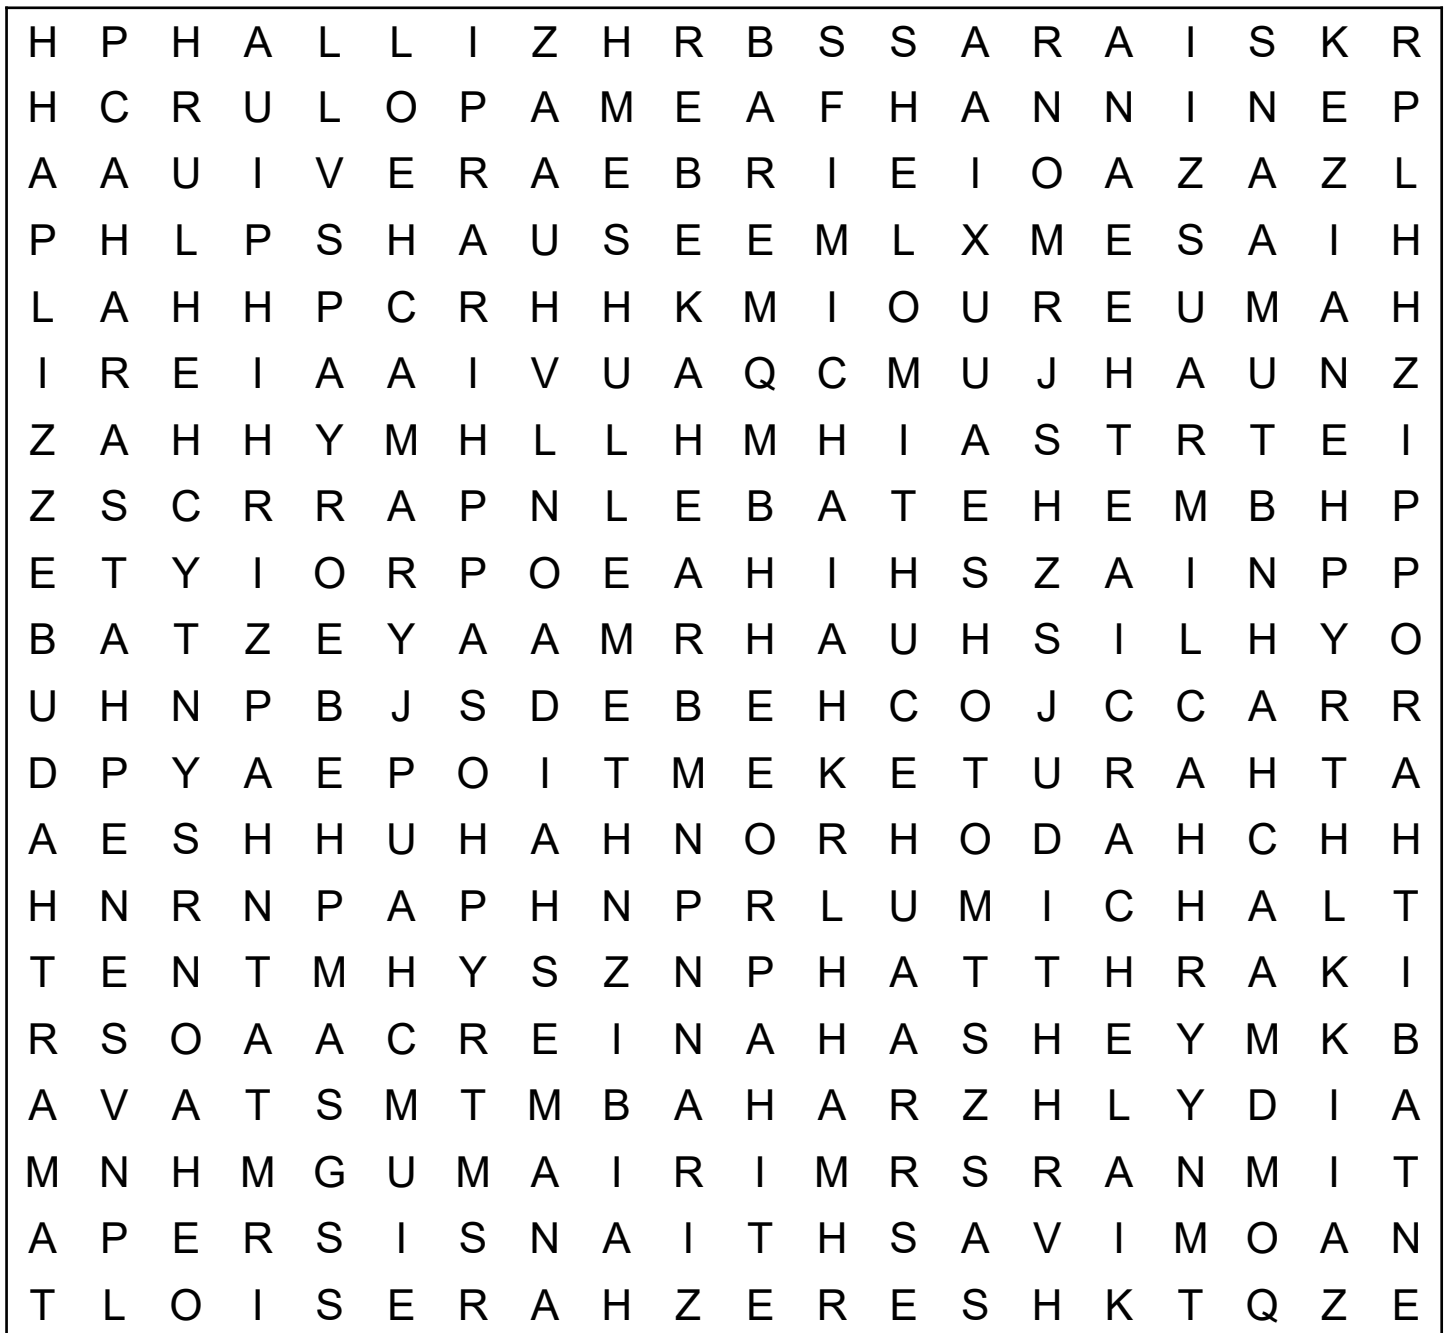 H P H A L L I Z H R B S S A R A I S K R
H C R U L O P A M E A F H A N N I N E P
A A U I V E R A E B R I E I O A Z A Z L
P H L P S H A U S E E M L X M E S A I H
L A H H P C R H H K M I O U R E U M A H
I R E I A A I V U A Q C M U J H A U N Z
Z A H H Y M H L L H M H I A S T R T E I
Z S C R R A P N L E B A T E H E M B H P
E T Y I O R P O E A H I H S Z A I N P P
B A T Z E Y A A M R H A U H S I L H Y O
U H N P B J S D E B E H C O J C C A R R
D P Y A E P O I T M E K E T U R A H T A
A E S H H U H A H N O R H O D A H C H H
H N R N P A P H N P R L U M I C H A L T
T E N T M H Y S Z N P H A T T H R A K I
R S O A A C R E I N A H A S H E Y M K B
A V A T S M T M B A H A R Z H L Y D I A
M N H M G U M A I R I M R S R A N M I T
A P E R S I S N A I T H S A V I M O A N
T L O I S E R A H Z E R E S H K T Q Z E